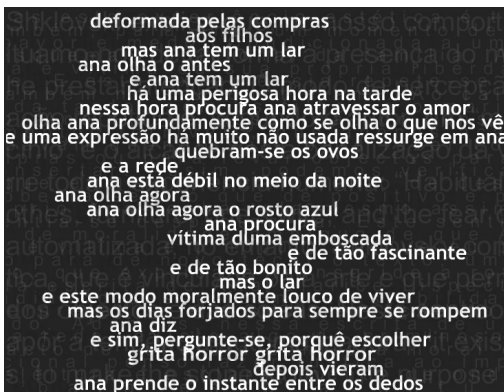 deformada pelas compras
aos filhos
mas ana tem um lar
ana olha o antes
e ana tem um lar
há uma perigosa hora na tarde
nessa hora procura ana atravessar o amor
olha ana profundamente como se olha o que nos vê
e uma expressão há muito não usada ressurge em ana
quebram-se os ovos
e a rede
ana está débil no meio da noite
ana olha agora
ana olha agora o rosto azul
ana procura
vítima duma emboscada
e de tão fascinante
e de tão bonito
mas o lar
e este modo moralmente louco de viver
mas os dias forjados para sempre se rompem
ana diz
e sim, pergunte-se, porquê escolher
grita horror grita horror
depois vieram
ana prende o instante entre os dedos